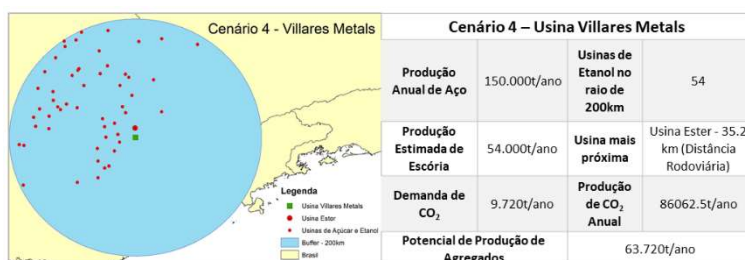 Cenário 4 - Villares Metals
Legenda
Usina Villares Metals
Usina Ester
Usinas de Açúcar e Etanol
Buffer - 200km
Brasil
Cenário 4 – Usina Villares Metals
Produção
Anual de Aço
150.000t/ano
Usinas de
Etanol no
raio de
200km
54
Produção
Estimada de
Escória
54.000t/ano
Usina mais
próxima
Usina Ester - 35.2
km (Distância
Rodoviária)
Demanda de
CO₂
9.720t/ano
Produção
de CO₂
Anual
86062.5t/ano
Potencial de Produção de
Agregados
63.720t/ano